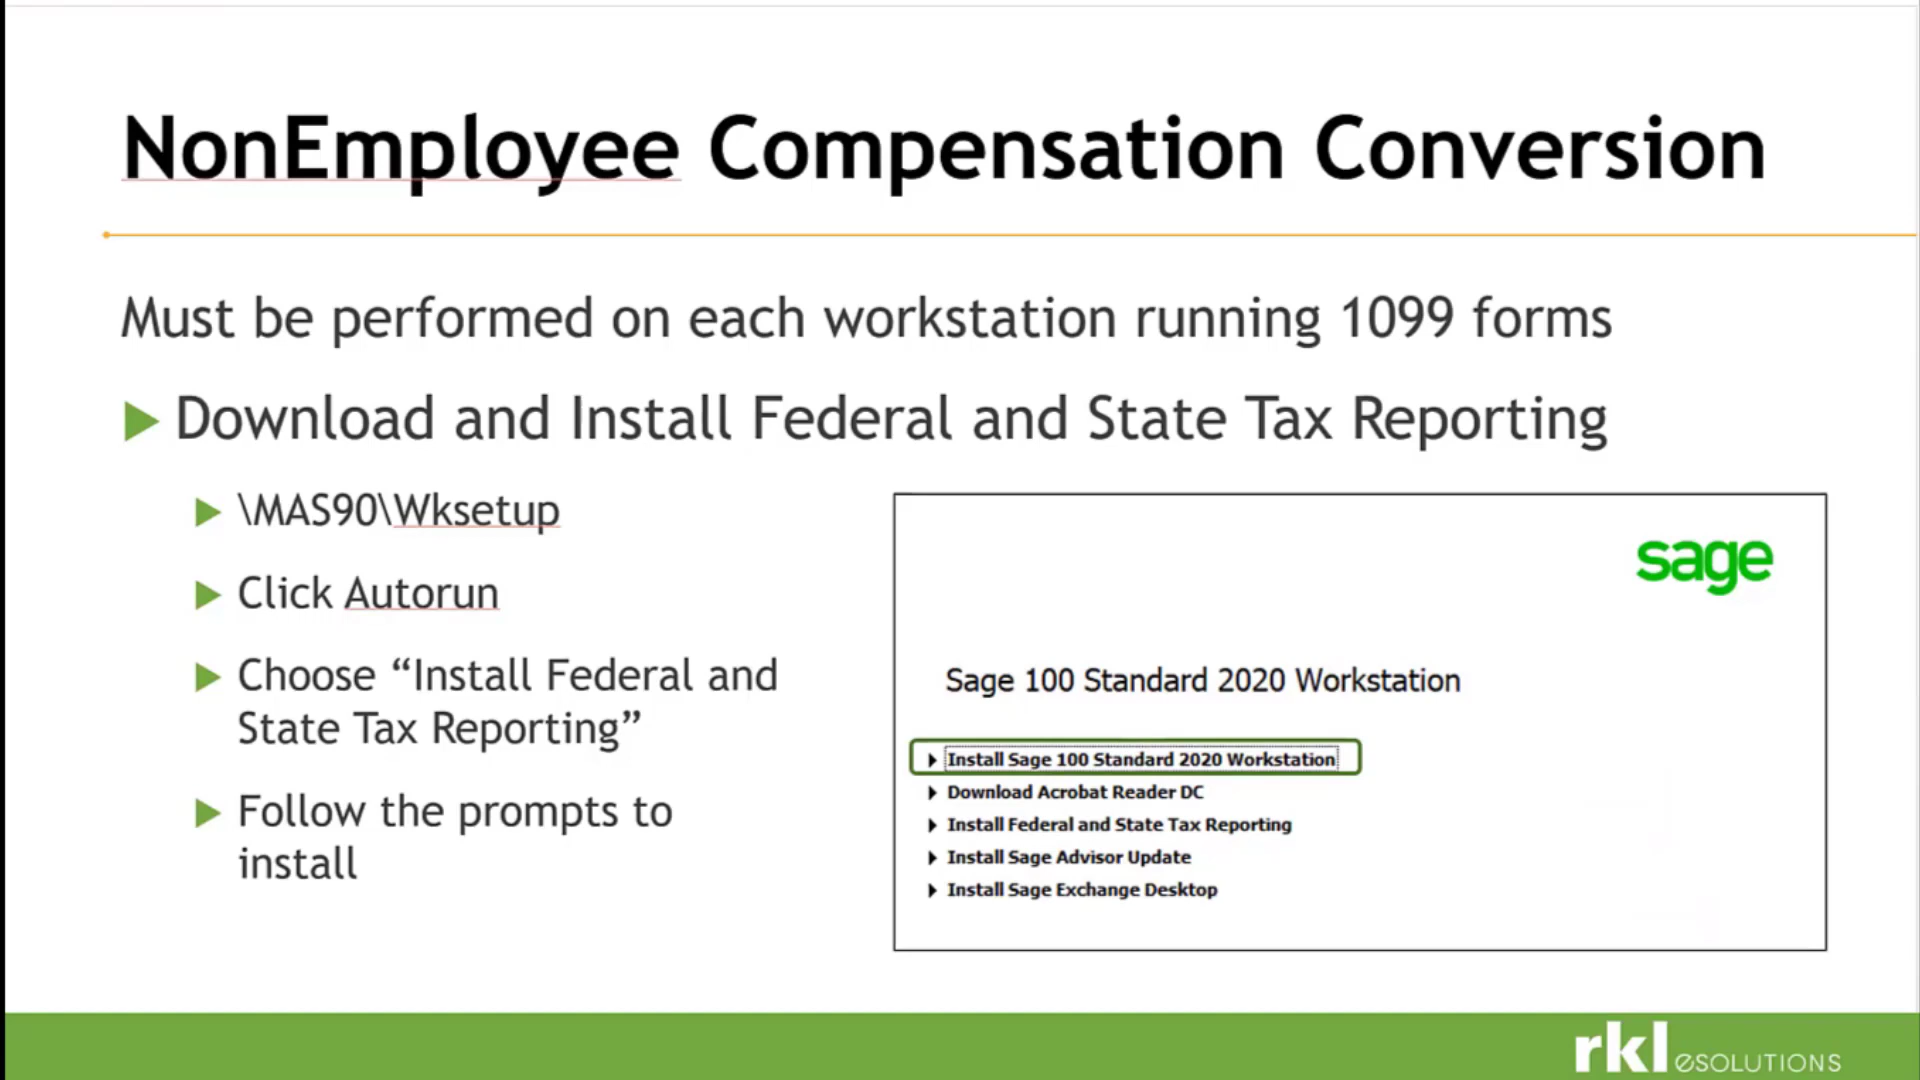 NonEmployee Compensation Conversion
Must be performed on each workstation running 1099 forms
Download and Install Federal and State Tax Reporting
\MAS90\Wksetup
Click Autorun
Choose “Install Federal and
State Tax Reporting”
Follow the prompts to
install
sage
Sage 100 Standard 2020 Workstation
Install Sage 100 Standard 2020 Workstation
Download Acrobat Reader DC
Install Federal and State Tax Reporting
Install Sage Advisor Update
Install Sage Exchange Desktop
rkl eSOLUTIONS